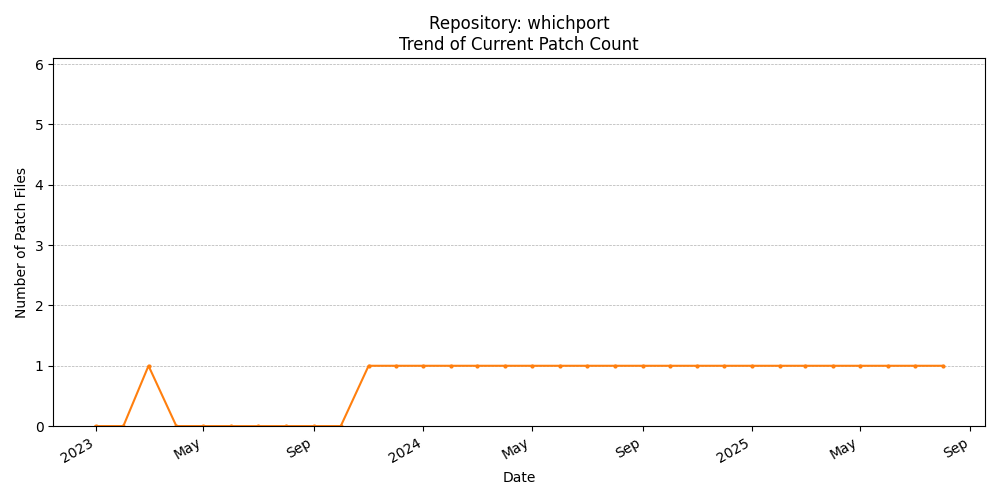 Repository: whichport
Trend of Current Patch Count
Number of Patch Files
6
5
4
3
2
1
0
2023
May
Sep
2024
May
Sep
2025
May
Sep
Date